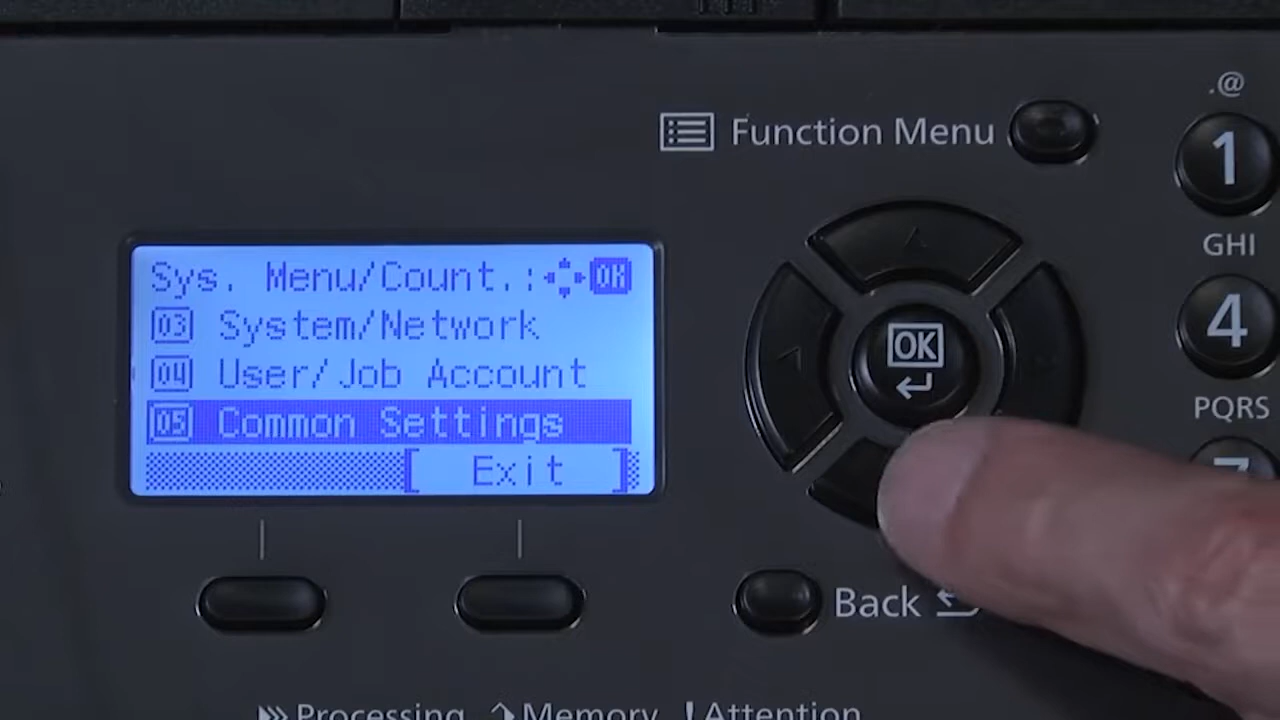 .@
Function Menu
1
Sys. Menu/Count.: OK
GHI
03 System/Network
4
OK
04 User/Job Account
PQRS
05 Common Settings
7
[ Exit ]
Back
Processing Memory ! Attention